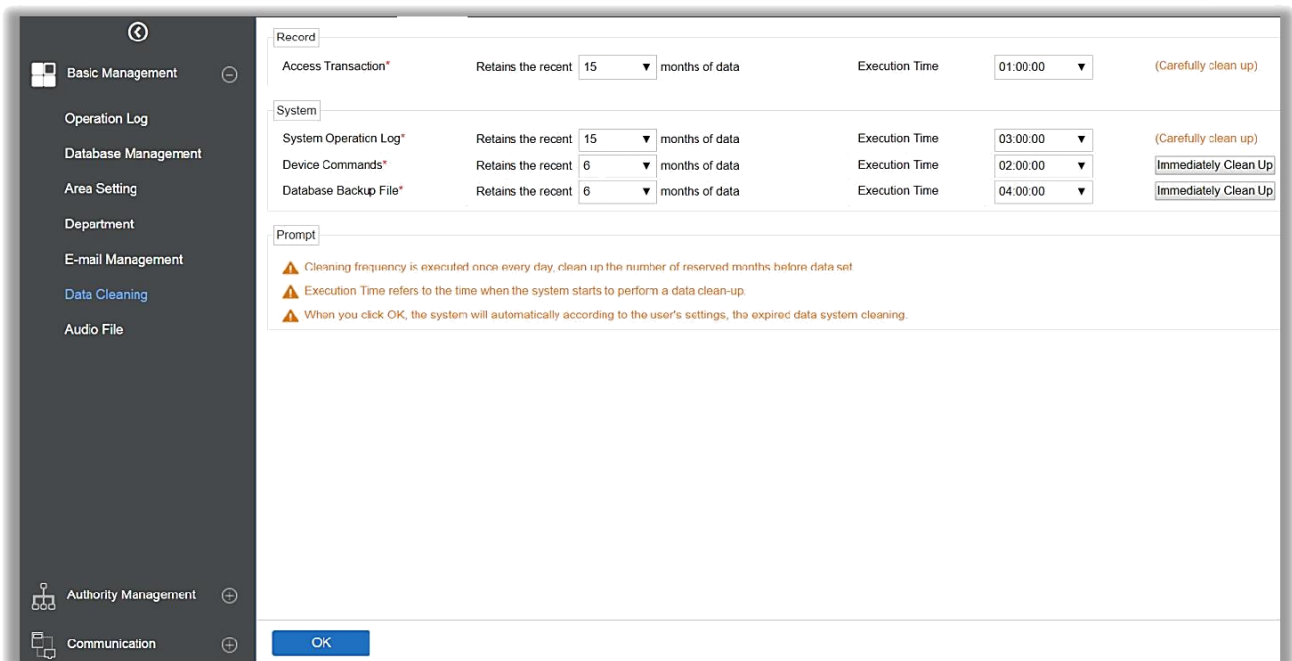 Basic Management
Operation Log
Database Management
Area Setting
Department
E-mail Management
Data Cleaning
Audio File
Authority Management
Communication
Record
Access Transaction* Retains the recent 15 months of data Execution Time 01:00:00 (Carefully clean up)
System
System Operation Log* Retains the recent 15 months of data Execution Time 03:00:00 (Carefully clean up)
Device Commands* Retains the recent 6 months of data Execution Time 02:00:00 Immediately Clean Up
Database Backup File* Retains the recent 6 months of data Execution Time 04:00:00 Immediately Clean Up
Prompt
Cleaning frequency is executed once every day, clean up the number of reserved months before data set.
Execution Time refers to the time when the system starts to perform a data clean-up.
When you click OK, the system will automatically according to the user's settings, the expired data system cleaning.
OK